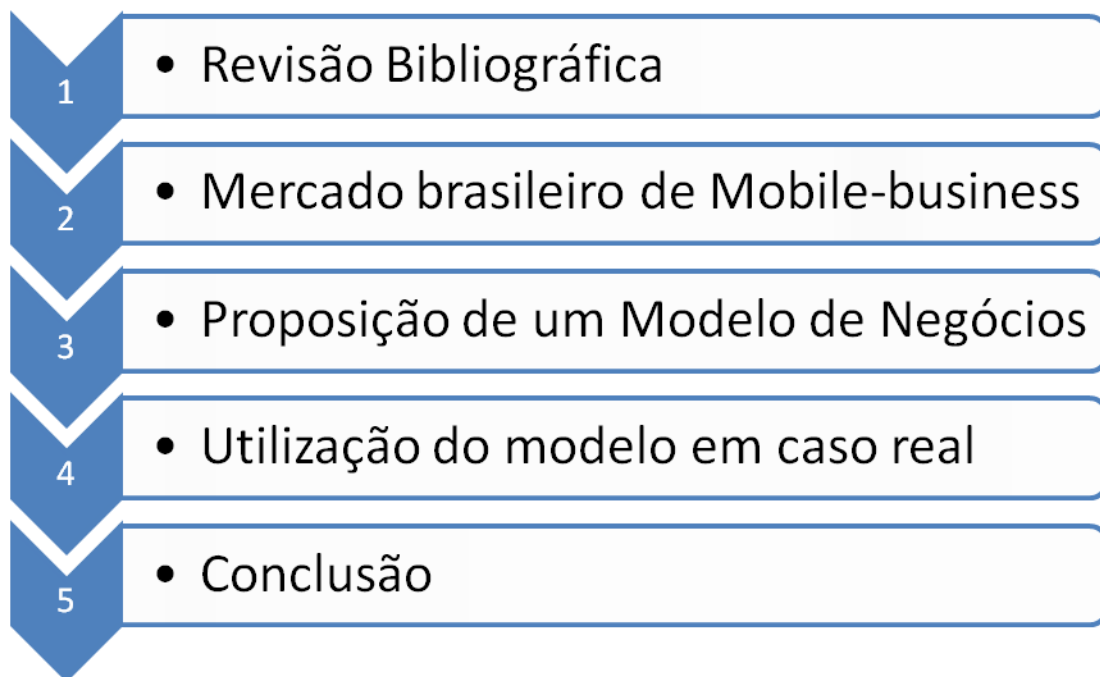 1
• Revisão Bibliográfica
2
• Mercado brasileiro de Mobile-business
3
• Proposição de um Modelo de Negócios
4
• Utilização do modelo em caso real
5
• Conclusão